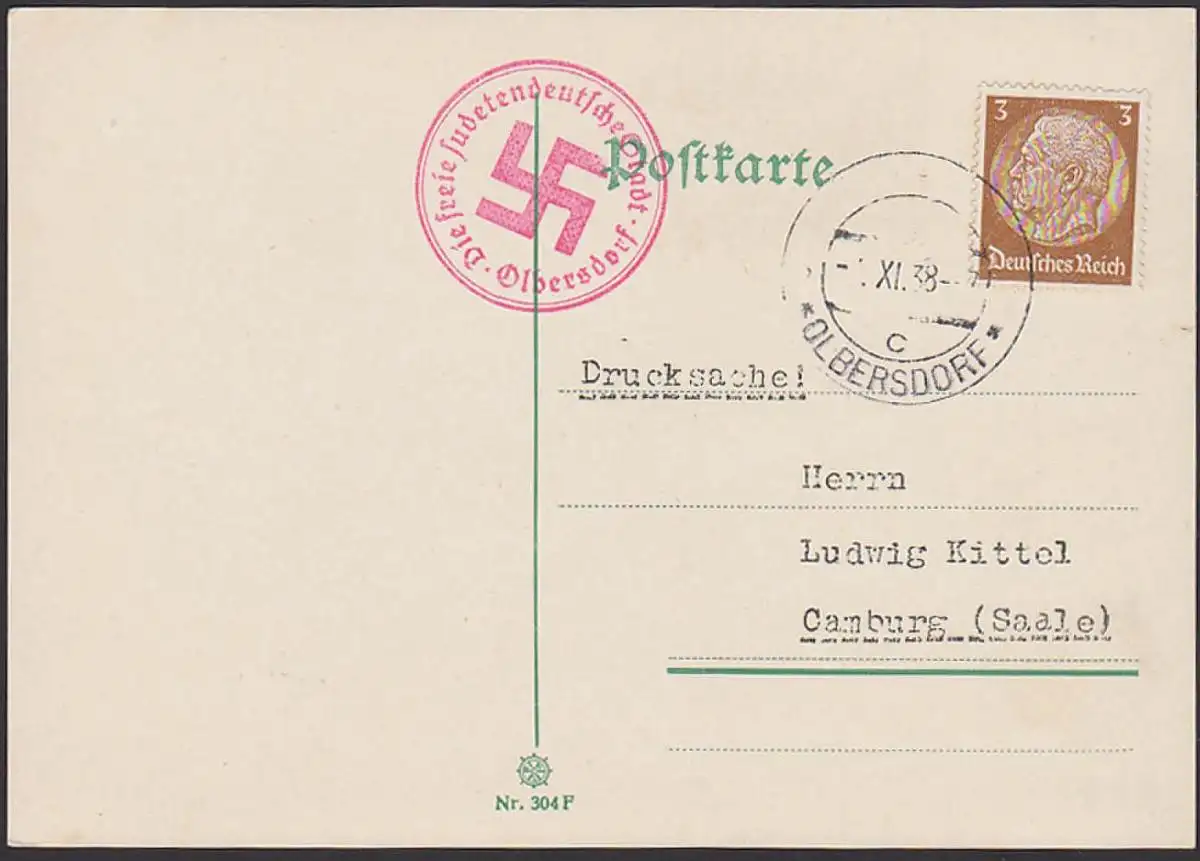 Die freie sudetendeutsche Stadt · Olbersdorf ·
Postkarte
3 3
Deutsches Reich
XI. 38
c
* OLBERSDORF *
Drucksache!
Herrn
Ludwig Kittel
Camburg (Saale)
Nr. 304 F